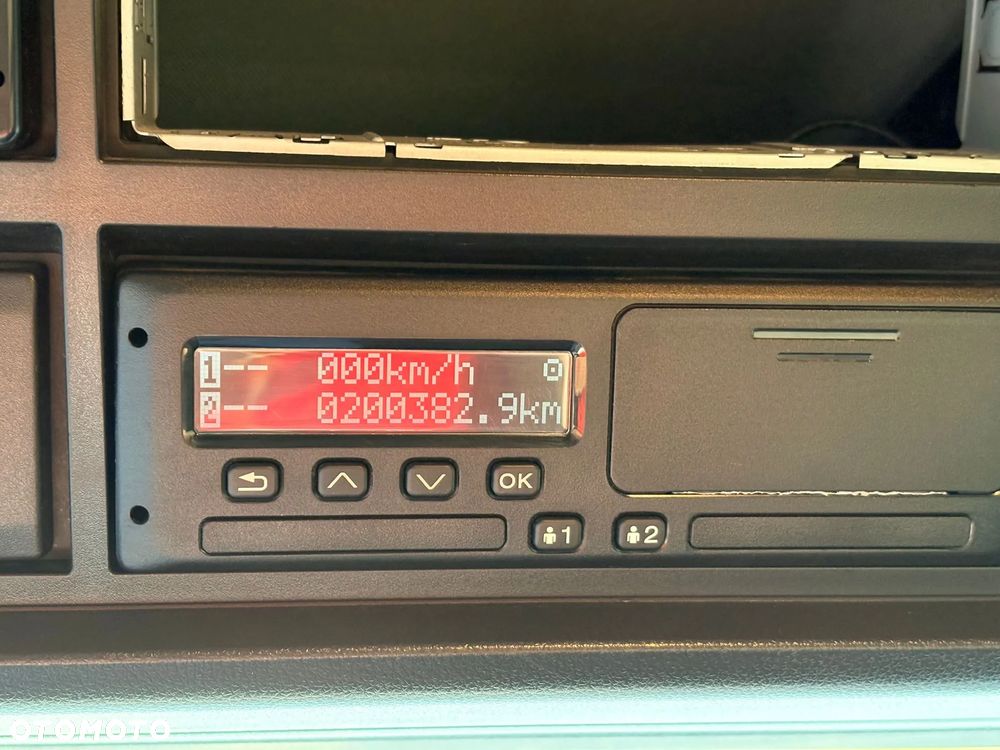 1-- 000km/h
2-- 0200382.9km
OK
1 2
OTOMOTO